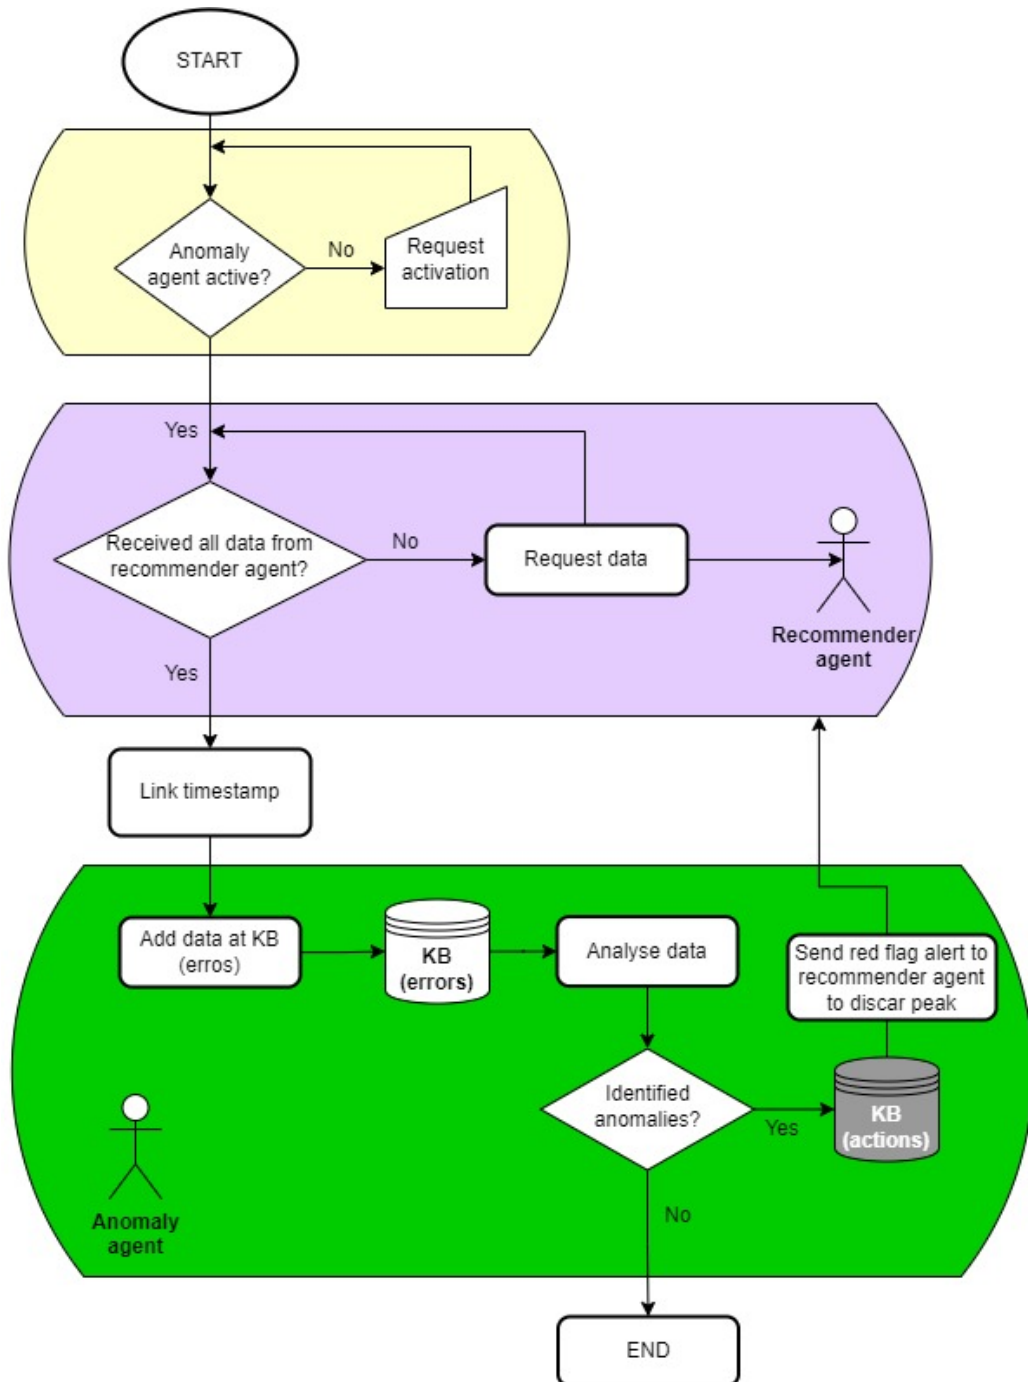 START
Anomaly
agent active?
No
Request
activation
Yes
Received all data from
recommender agent?
No
Request data
Recommender
agent
Yes
Link timestamp
Add data at KB
(erros)
KB
(errors)
Analyse data
Send red flag alert to
recommender agent
to discar peak
Identified
anomalies?
Yes
KB
(actions)
Anomaly
agent
No
END